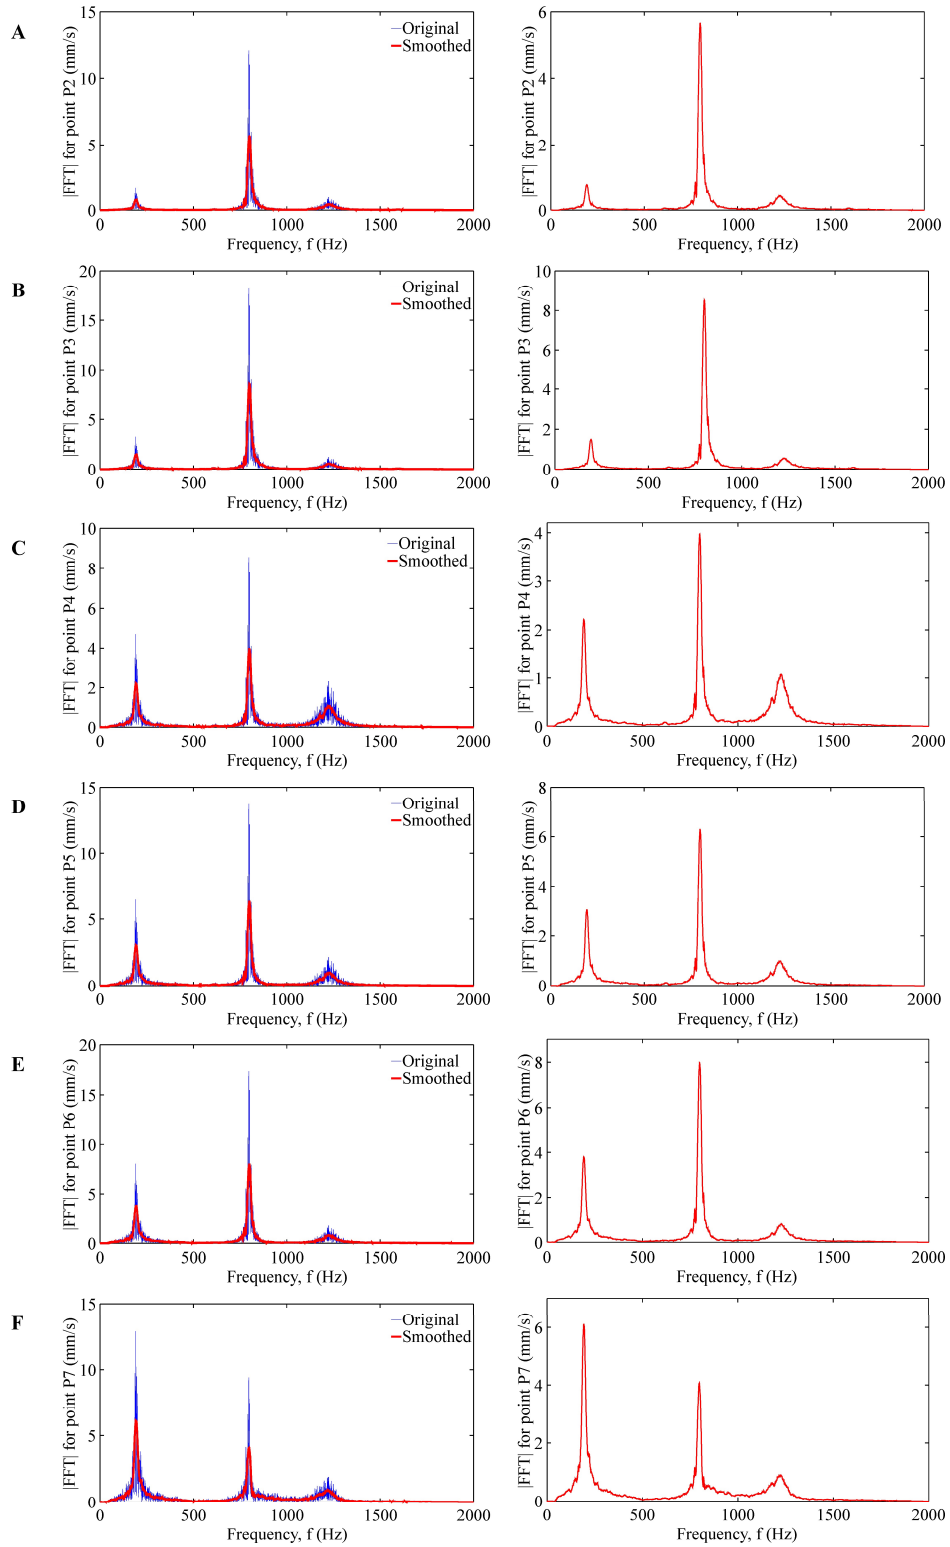 A
|FFT| for point P2 (mm/s)
15
10
5
0
0 500 1000 1500 2000
Frequency, f (Hz)
Original
Smoothed
|FFT| for point P2 (mm/s)
6
4
2
0
0 500 1000 1500 2000
Frequency, f (Hz)
B
|FFT| for point P3 (mm/s)
20
15
10
5
0
0 500 1000 1500 2000
Frequency, f (Hz)
Original
Smoothed
|FFT| for point P3 (mm/s)
10
8
6
4
2
0
0 500 1000 1500 2000
Frequency, f (Hz)
C
|FFT| for point P4 (mm/s)
10
8
6
4
2
0
0 500 1000 1500 2000
Frequency, f (Hz)
Original
Smoothed
|FFT| for point P4 (mm/s)
4
3
2
1
0
0 500 1000 1500 2000
Frequency, f (Hz)
D
|FFT| for point P5 (mm/s)
15
10
5
0
0 500 1000 1500 2000
Frequency, f (Hz)
Original
Smoothed
|FFT| for point P5 (mm/s)
8
6
4
2
0
0 500 1000 1500 2000
Frequency, f (Hz)
E
|FFT| for point P6 (mm/s)
20
15
10
5
0
0 500 1000 1500 2000
Frequency, f (Hz)
Original
Smoothed
|FFT| for point P6 (mm/s)
8
6
4
2
0
0 500 1000 1500 2000
Frequency, f (Hz)
F
|FFT| for point P7 (mm/s)
15
10
5
0
0 500 1000 1500 2000
Frequency, f (Hz)
Original
Smoothed
|FFT| for point P7 (mm/s)
6
4
2
0
0 500 1000 1500 2000
Frequency, f (Hz)